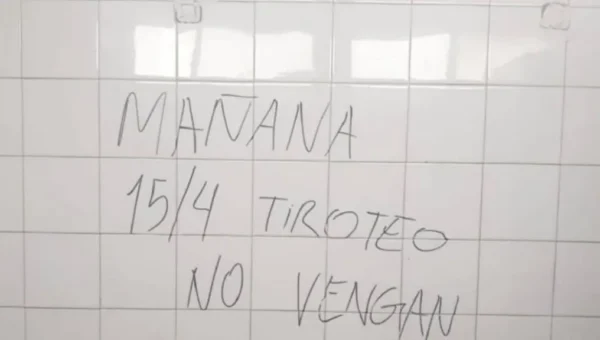 MAÑANA
15/4 TIROTEO
NO VENGAN